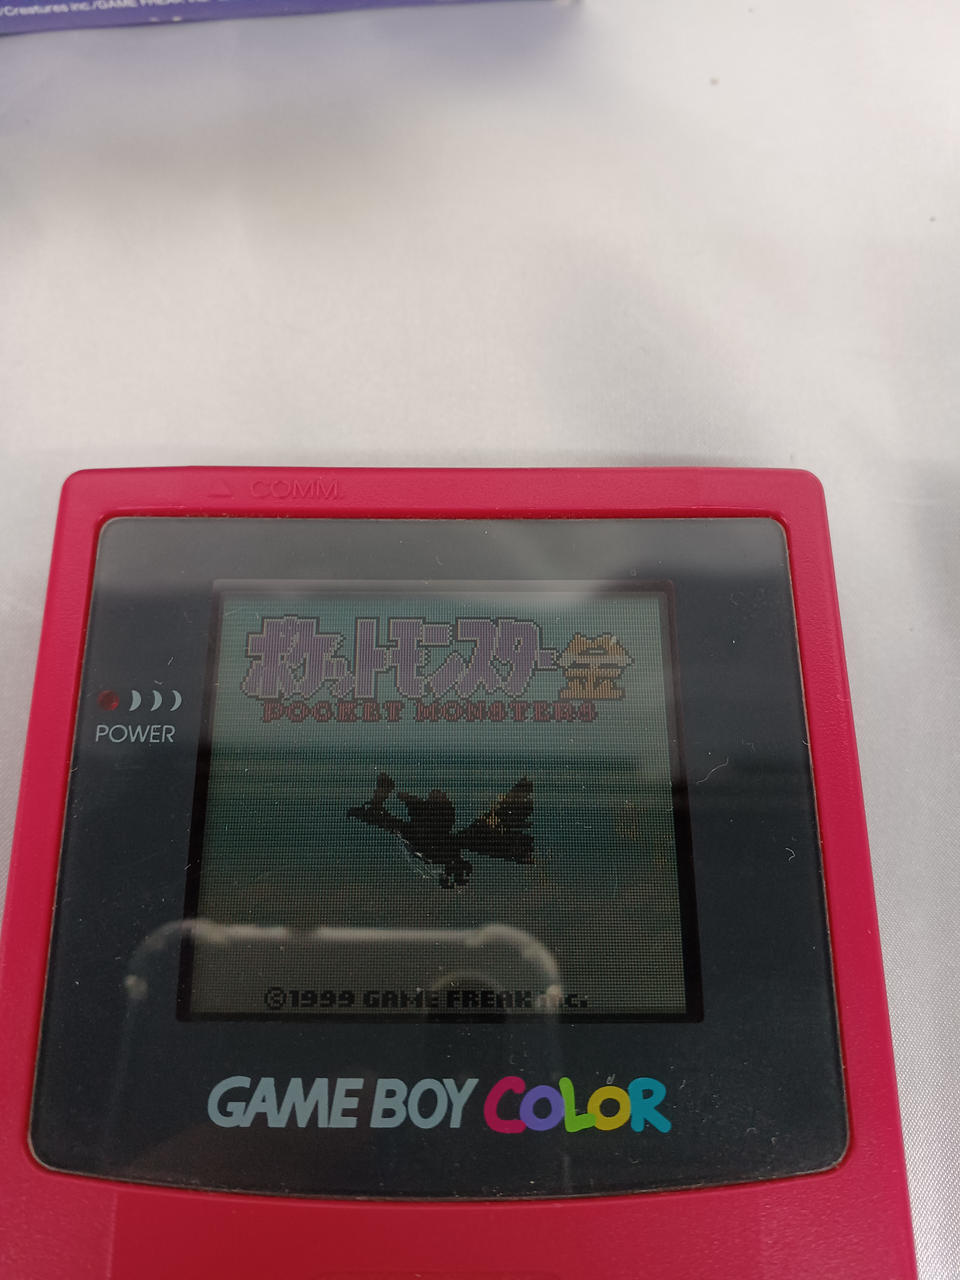 /Creatures inc./GAME FREAK inc.
COMM.
ポケットモンスター金
POCKET MONSTERS
POWER
©1999 GAME FREAK inc.
GAME BOY COLOR